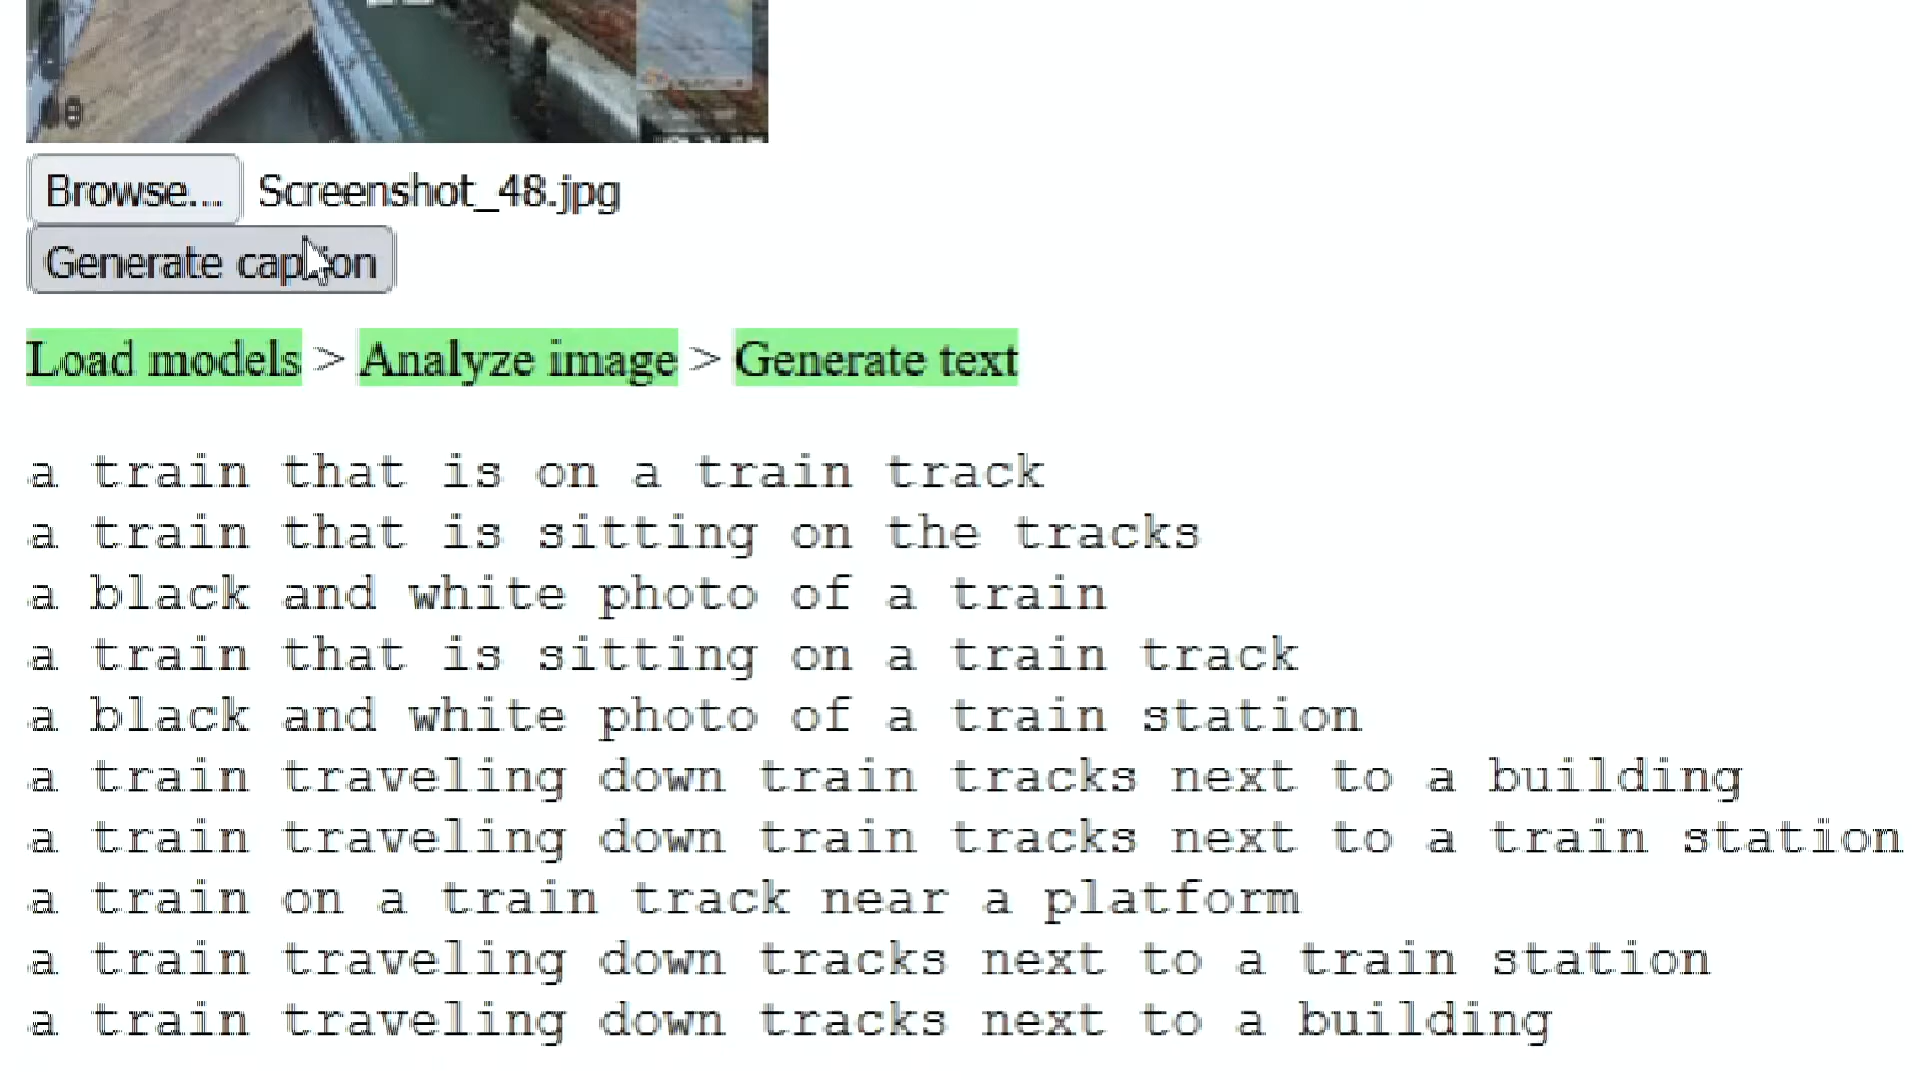 Browse... Screenshot_48.jpg
Generate caption
Load models > Analyze image > Generate text
a train that is on a train track
a train that is sitting on the tracks
a black and white photo of a train
a train that is sitting on a train track
a black and white photo of a train station
a train traveling down train tracks next to a building
a train traveling down train tracks next to a train station
a train on a train track near a platform
a train traveling down tracks next to a train station
a train traveling down tracks next to a building